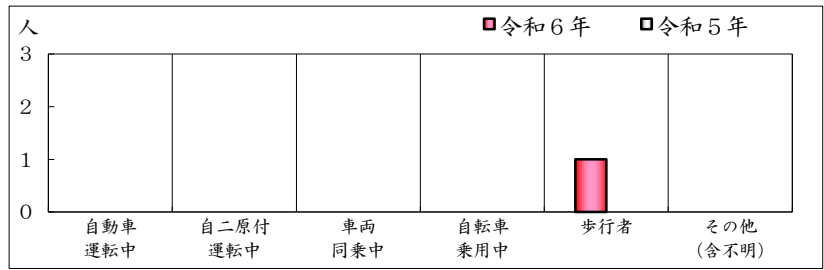 人
令和６年 令和５年
3
2
1
0
自動車
運転中
自二原付
運転中
車両
同乗中
自転車
乗用中
歩行者
その他
(含不明)